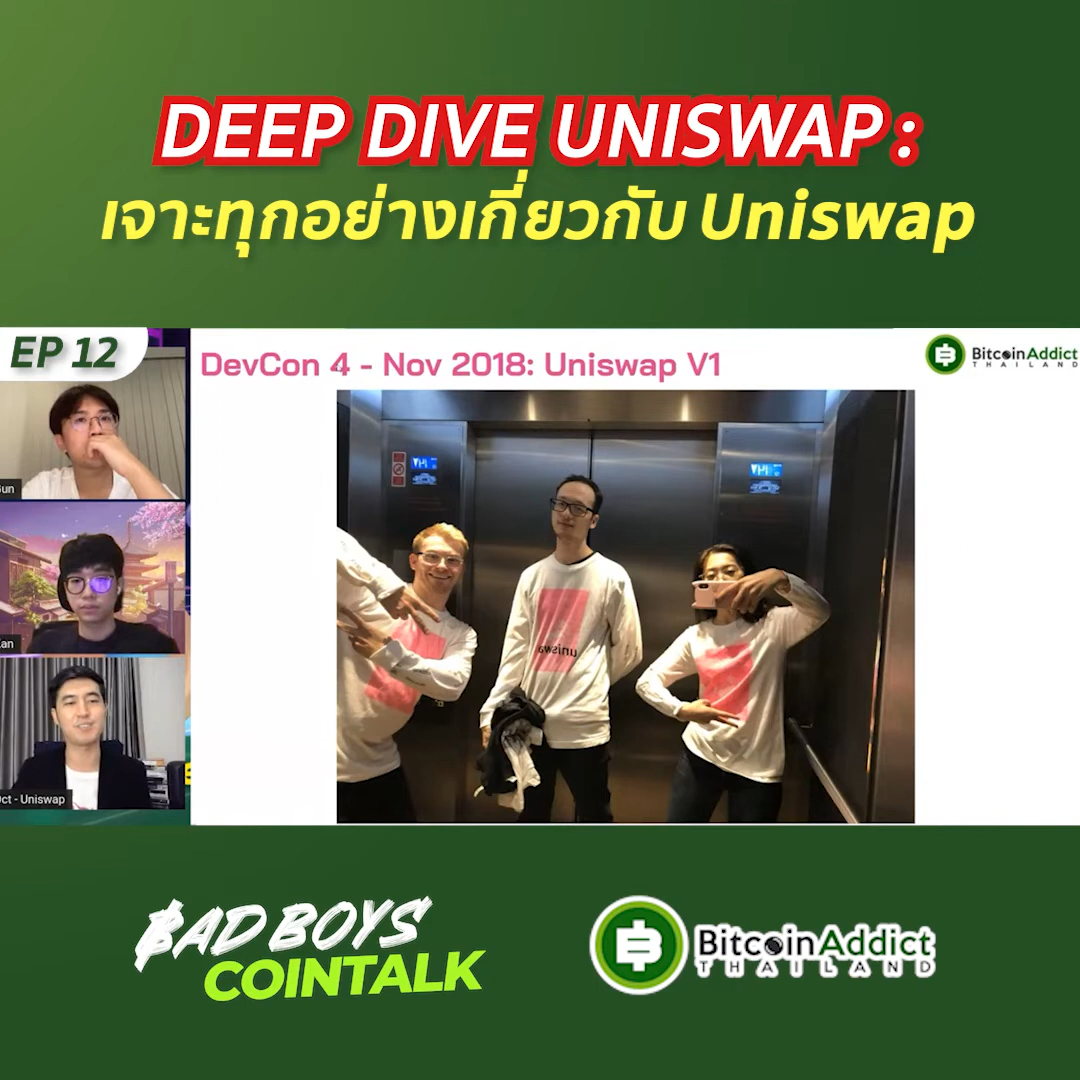 DEEP DIVE UNISWAP :
เจาะทุกอย่างเกี่ยวกับ Uniswap
EP 12
DevCon 4 - Nov 2018: Uniswap V1
BitcoinAddict
THAILAND
Uniswap
BAD BOYS
COINTALK
BitcoinAddict
THAILAND